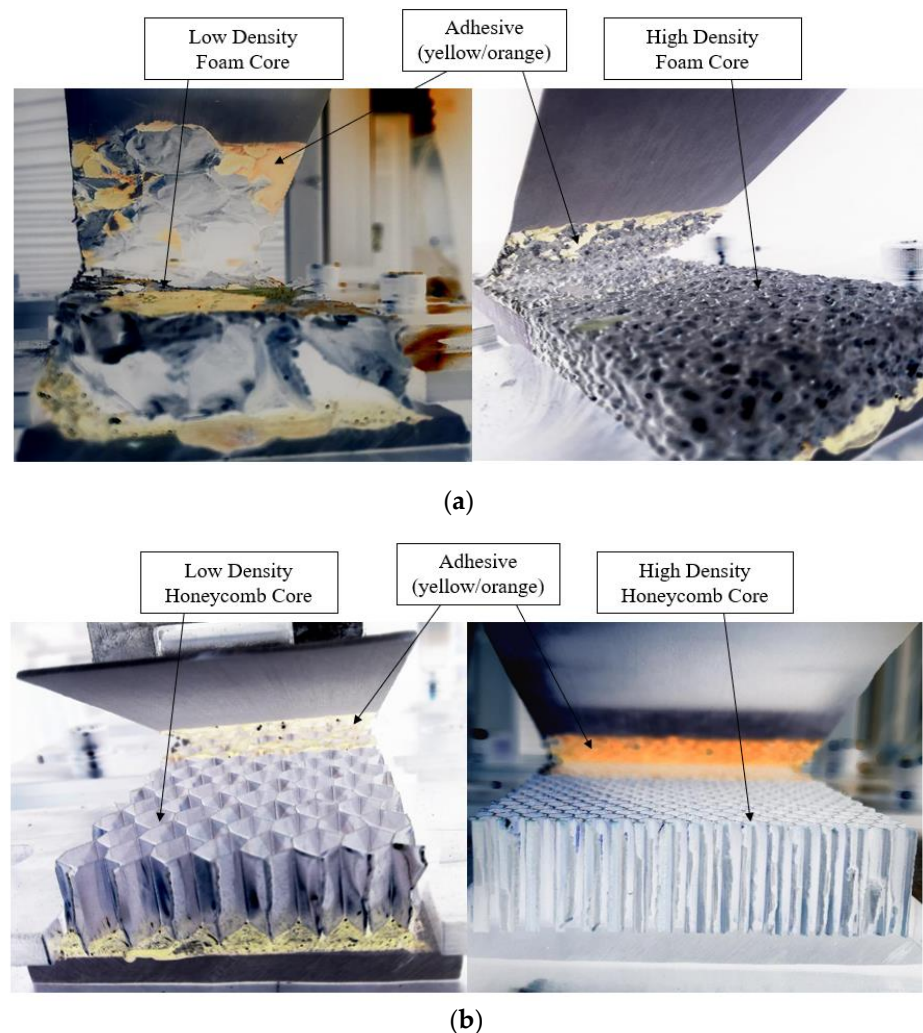 Low Density
Foam Core
Adhesive
(yellow/orange)
High Density
Foam Core
(a)
Low Density
Honeycomb Core
Adhesive
(yellow/orange)
High Density
Honeycomb Core
(b)